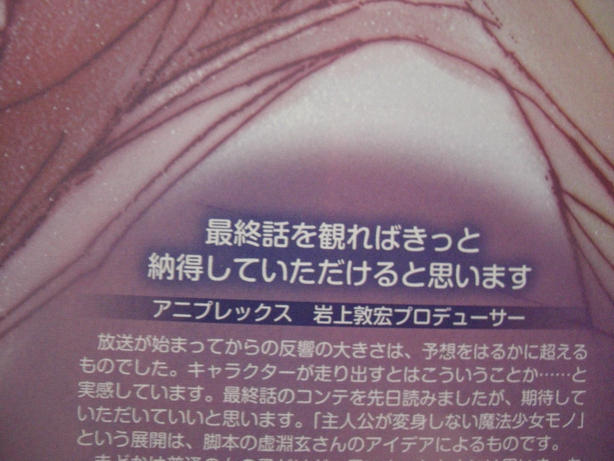 最終話を観ればきっと
納得していただけると思います
アニプレックス 岩上敦宏プロデューサー
放送が始まってからの反響の大きさは、予想をはるかに超える
ものでした。キャラクターが走り出すとはこういうことか……と
実感しています。最終話のコンテを先日読みましたが、期待して
いただいていいと思います。「主人公が変身しない魔法少女モノ」
という展開は、脚本の虚淵玄さんのアイデアによるものです。